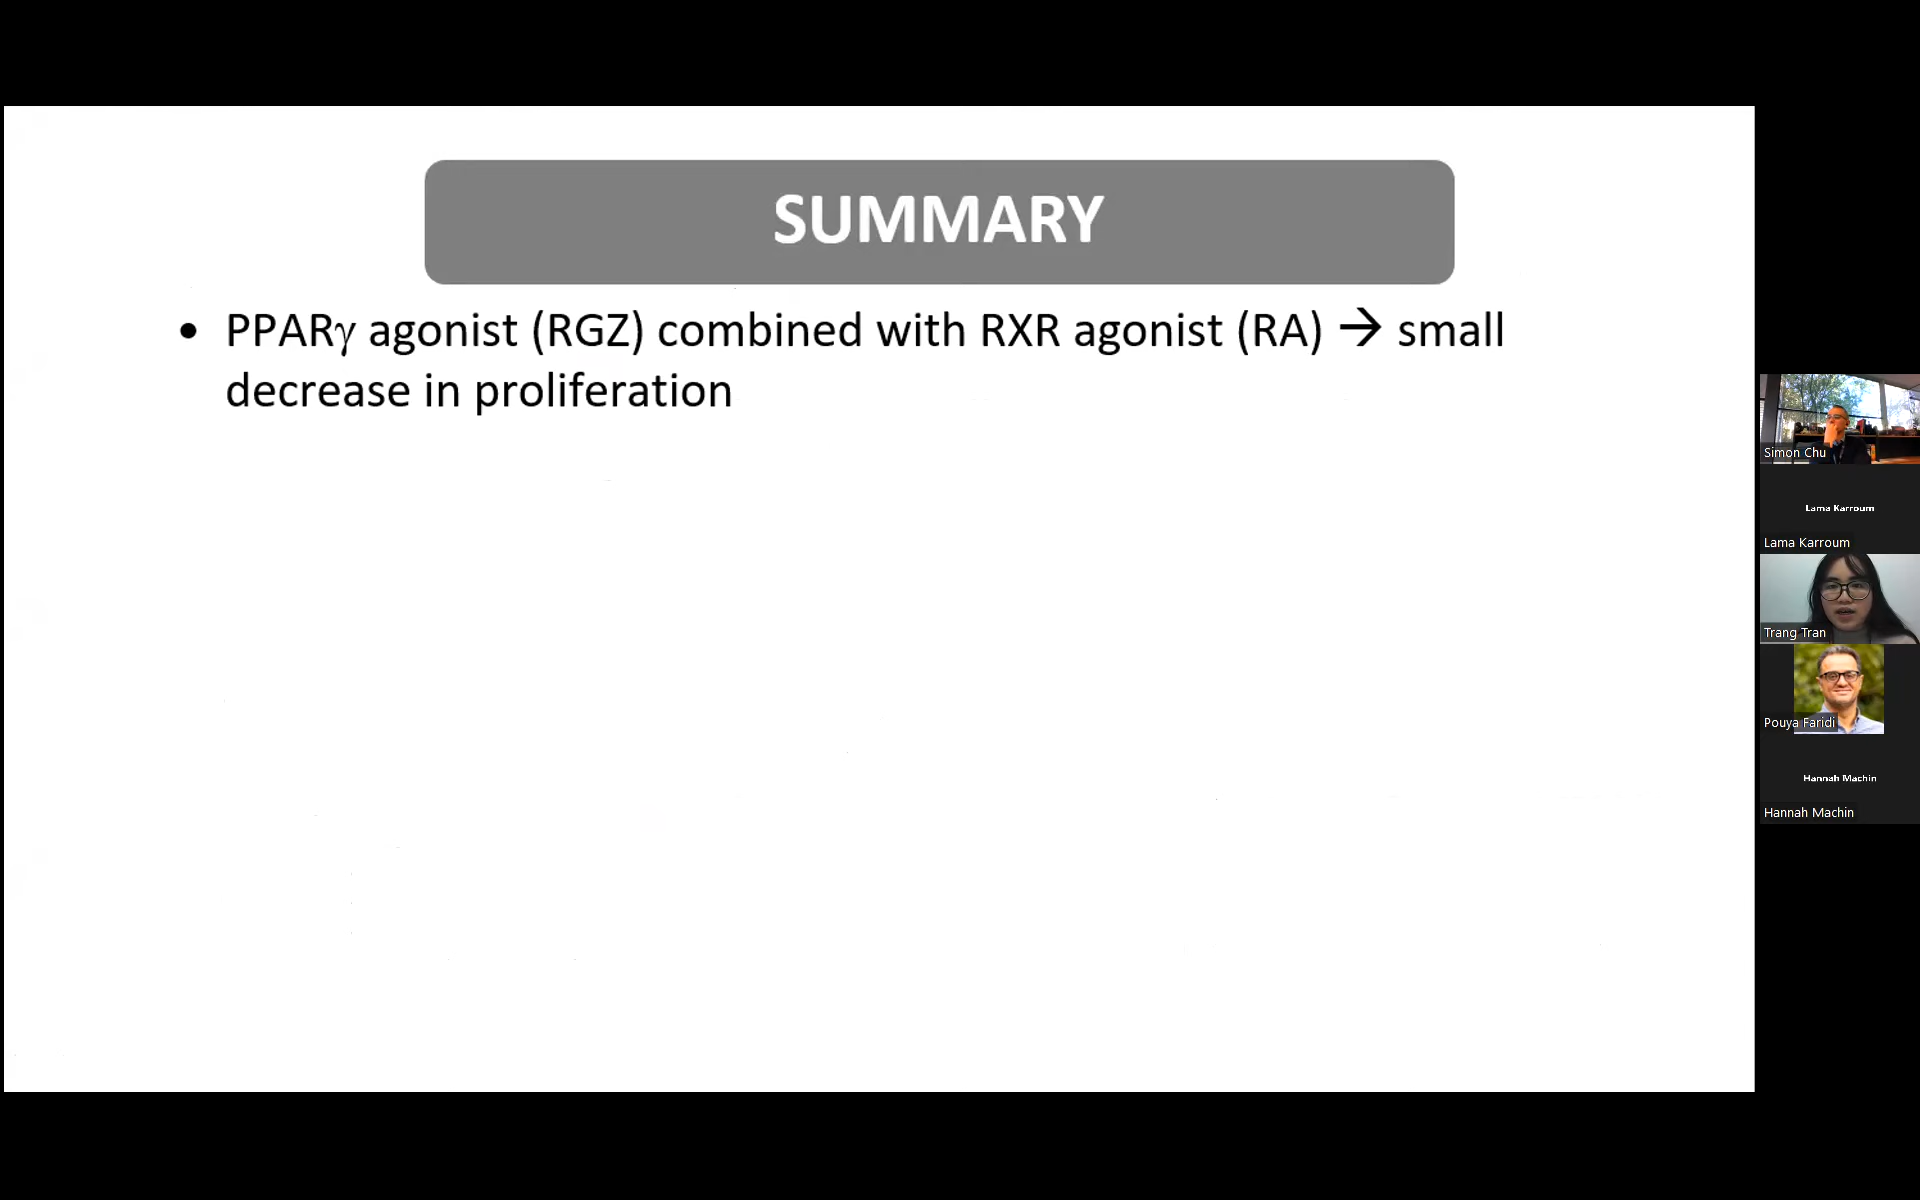 SUMMARY
• PPARγ agonist (RGZ) combined with RXR agonist (RA) → small
decrease in proliferation
Simon Chu
Lama Karroum
Lama Karroum
Trang Tran
Pouya Faridi
Hannah Machin
Hannah Machin